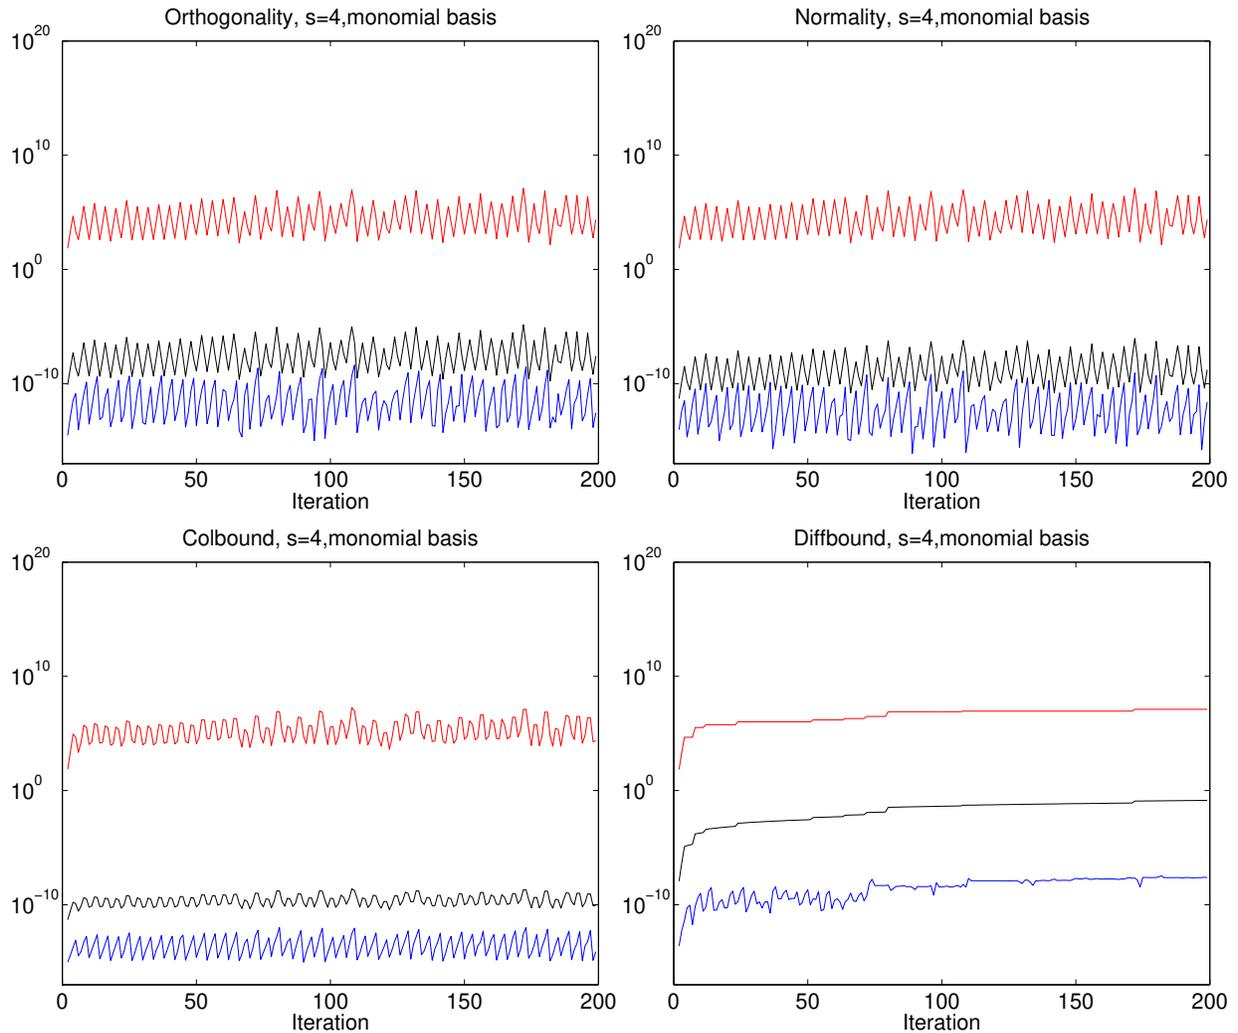 Orthogonality, s=4,monomial basis
10^20
10^10
10^0
10^−10
0 50 100 150 200
Iteration
Normality, s=4,monomial basis
10^20
10^10
10^0
10^−10
0 50 100 150 200
Iteration
Colbound, s=4,monomial basis
10^20
10^10
10^0
10^−10
0 50 100 150 200
Iteration
Diffbound, s=4,monomial basis
10^20
10^10
10^0
10^−10
0 50 100 150 200
Iteration